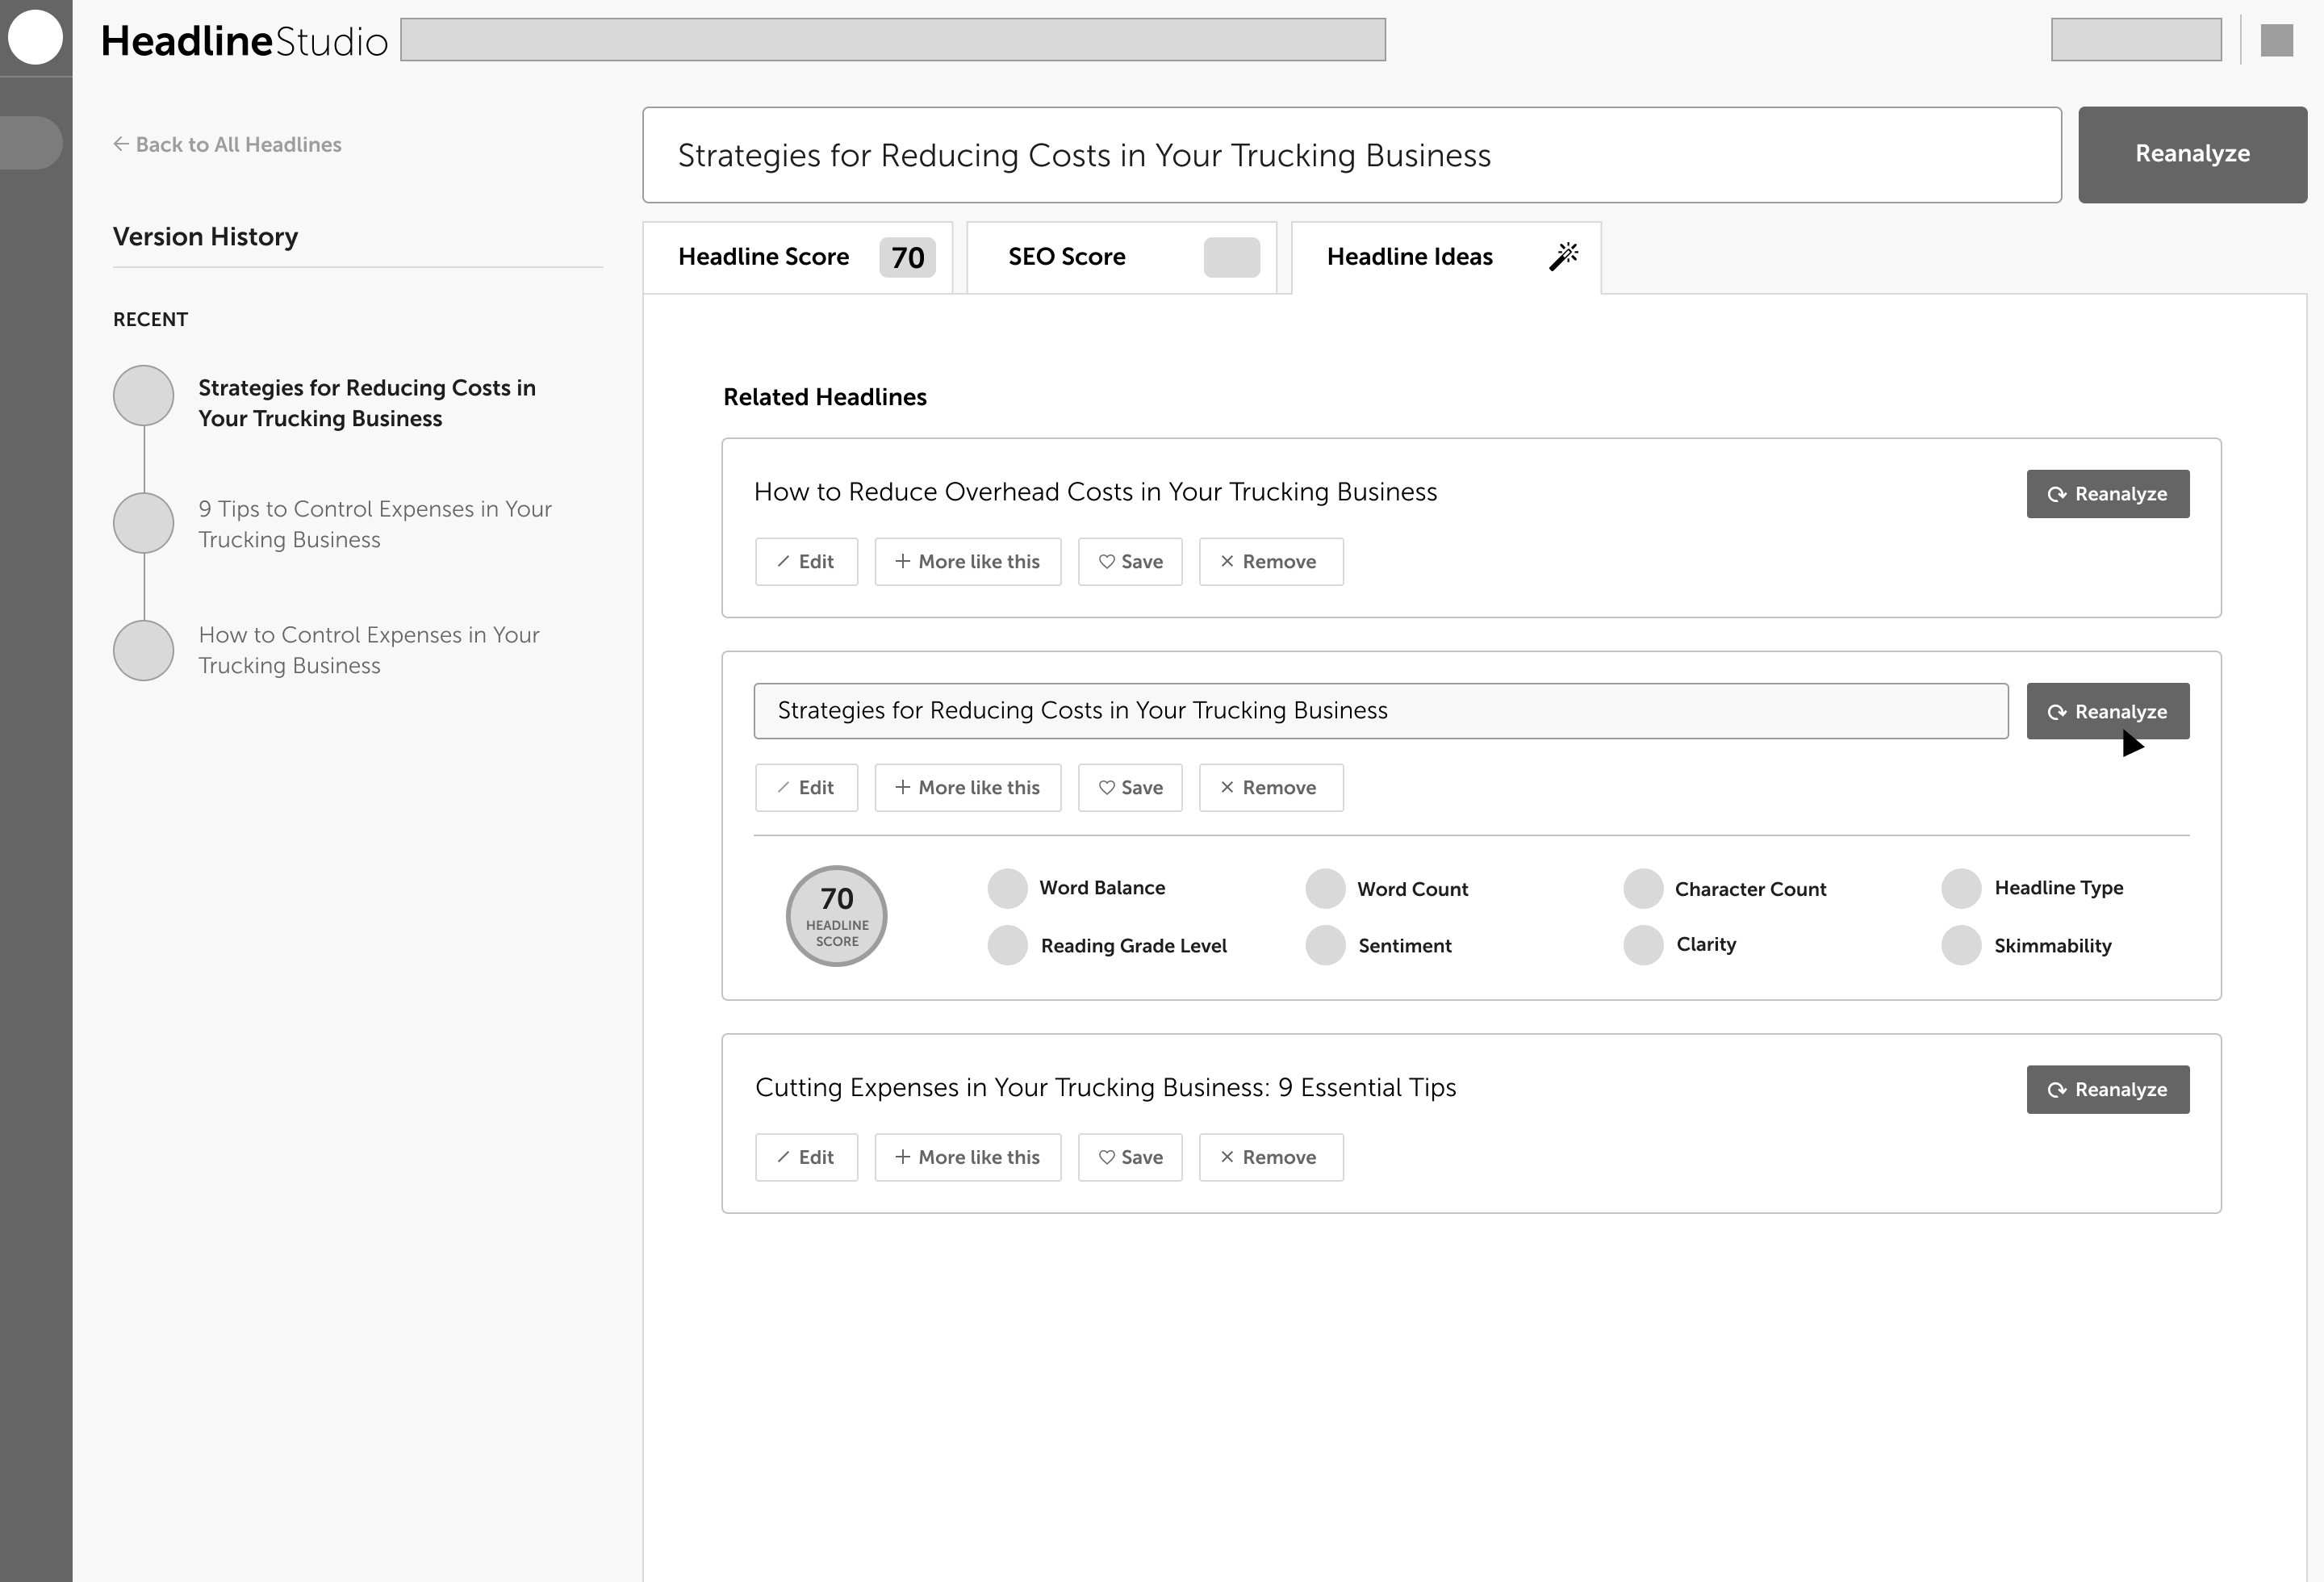 HeadlineStudio
← Back to All Headlines
Strategies for Reducing Costs in Your Trucking Business
Reanalyze
Version History
Headline Score 70
SEO Score
Headline Ideas
RECENT
Strategies for Reducing Costs in
Your Trucking Business
9 Tips to Control Expenses in Your
Trucking Business
How to Control Expenses in Your
Trucking Business
Related Headlines
How to Reduce Overhead Costs in Your Trucking Business
Reanalyze
Edit
+ More like this
Save
× Remove
Strategies for Reducing Costs in Your Trucking Business
Reanalyze
Edit
+ More like this
Save
× Remove
70
HEADLINE
SCORE
Word Balance
Word Count
Character Count
Headline Type
Reading Grade Level
Sentiment
Clarity
Skimmability
Cutting Expenses in Your Trucking Business: 9 Essential Tips
Reanalyze
Edit
+ More like this
Save
× Remove